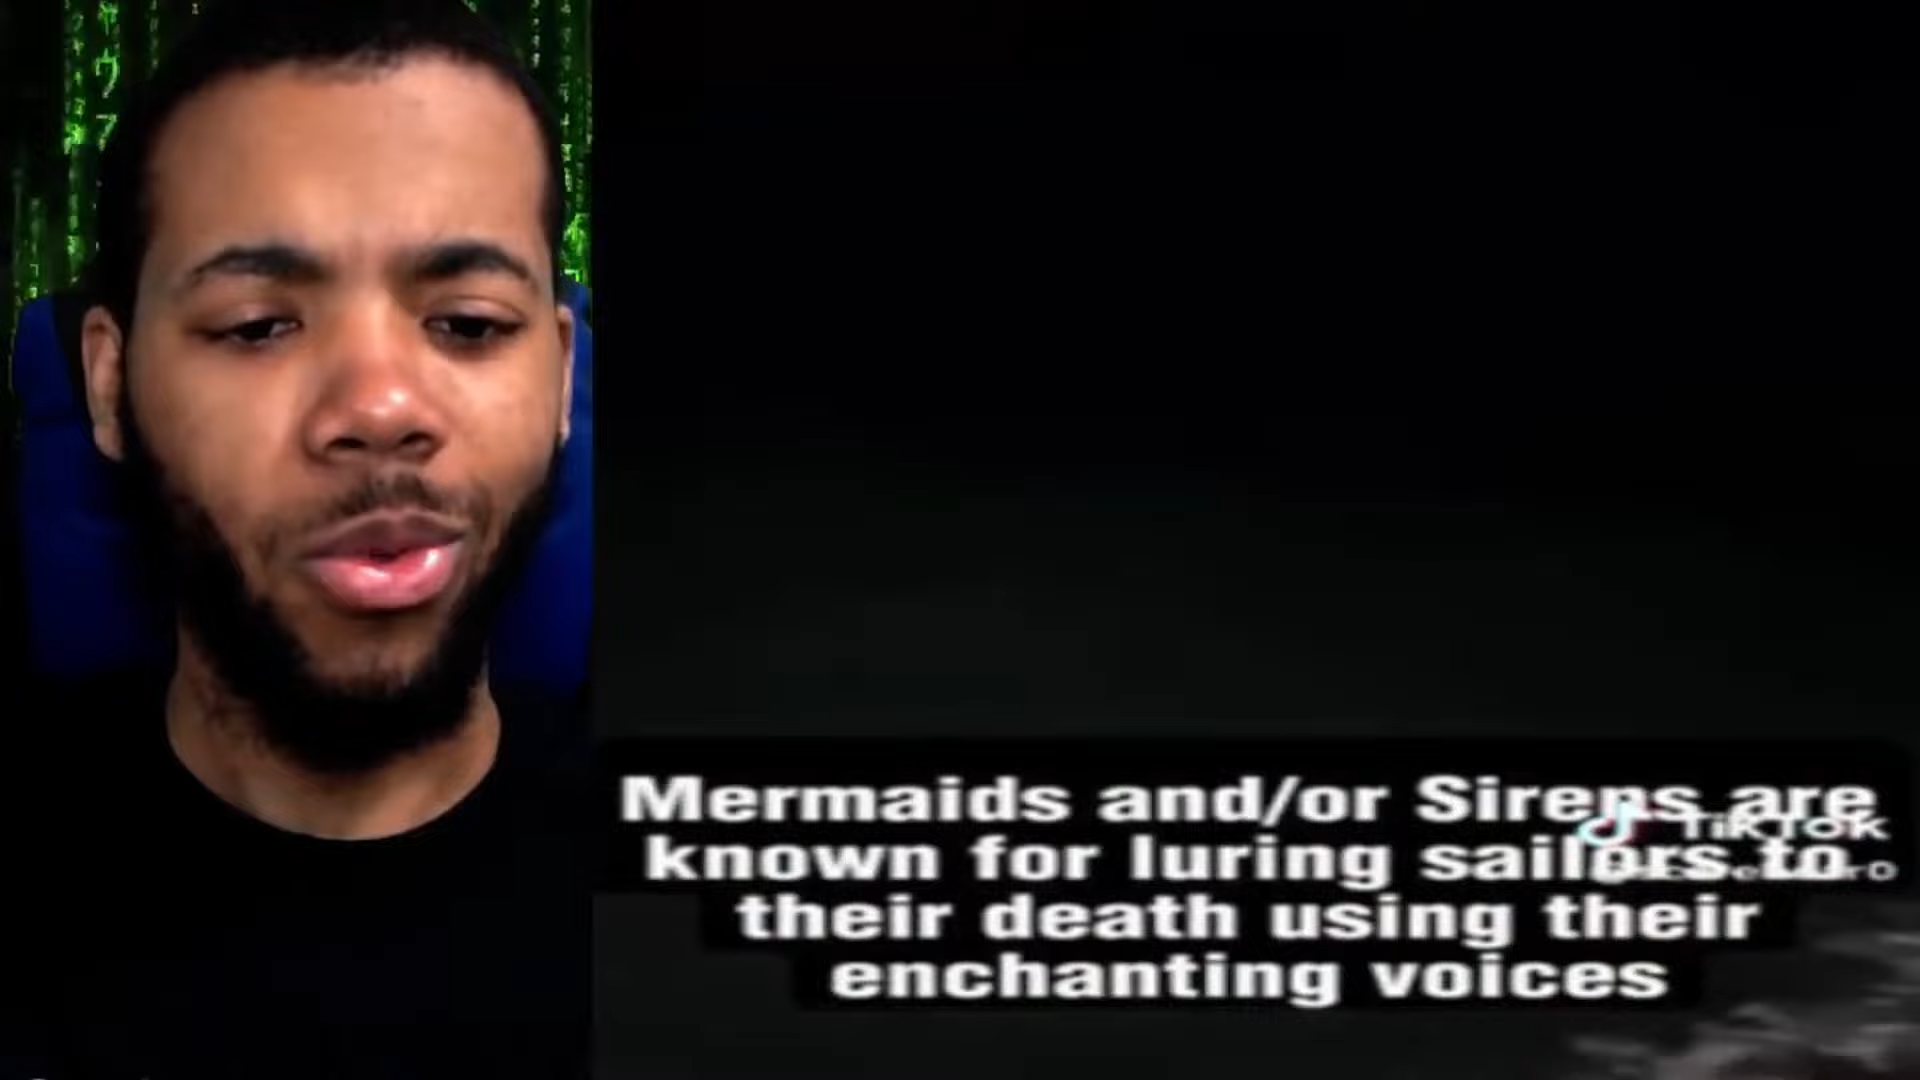 Mermaids and/or Sirens are
known for luring sailors to
their death using their
enchanting voices
TikTok